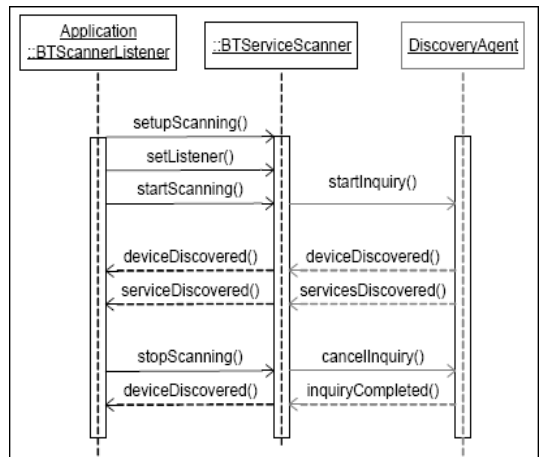 Application
::BTScannerListener
::BTServiceScanner
DiscoveryAgent
setupScanning()
setListener()
startScanning()
startInquiry()
deviceDiscovered()
deviceDiscovered()
serviceDiscovered()
servicesDiscovered()
stopScanning()
cancelInquiry()
deviceDiscovered()
inquiryCompleted()